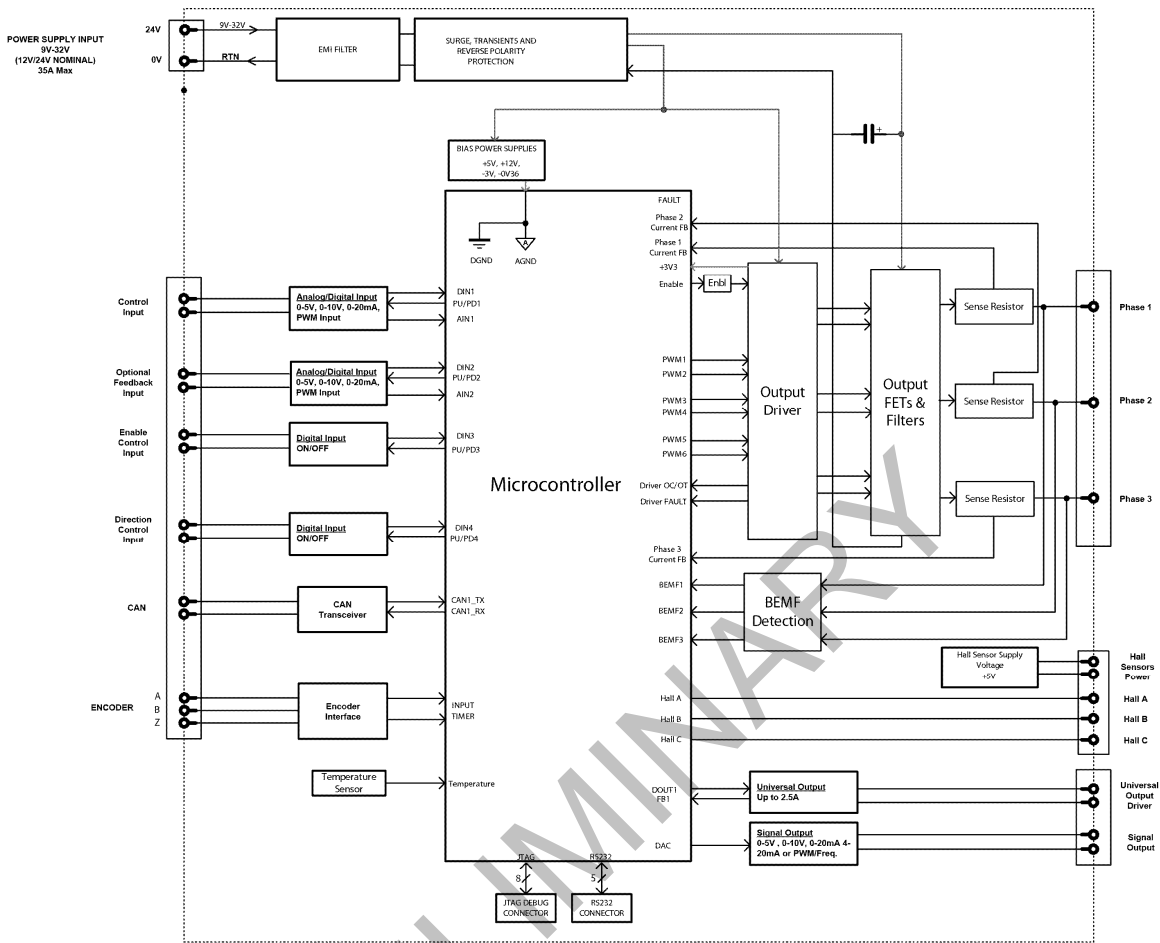 POWER SUPPLY INPUT
9V-32V
(12V/24V NOMINAL)
35A Max
24V
0V
9V-32V
RTN
EMI FILTER
SURGE, TRANSIENTS AND
REVERSE POLARITY
PROTECTION
BIAS POWER SUPPLIES
+5V, +12V,
-3V, -0V36
DGND
A
AGND
+
FAULT
Phase 2
Current FB
Phase 1
Current FB
+3V3
Enable
Enbl
Control
Input
Analog/Digital Input
0-5V, 0-10V, 0-20mA,
PWM Input
DIN1
PU/PD1
AIN1
Optional
Feedback
Input
Analog/Digital Input
0-5V, 0-10V, 0-20mA,
PWM Input
DIN2
PU/PD2
AIN2
Enable
Control
Input
Digital Input
ON/OFF
DIN3
PU/PD3
Direction
Control
Input
Digital Input
ON/OFF
DIN4
PU/PD4
CAN
CAN
Transceiver
CAN1_TX
CAN1_RX
ENCODER
A
B
Z
Encoder
Interface
INPUT
TIMER
Temperature
Sensor
Temperature
Microcontroller
PWM1
PWM2
PWM3
PWM4
PWM5
PWM6
Driver OC/OT
Driver FAULT
Phase 3
Current FB
BEMF1
BEMF2
BEMF3
Hall A
Hall B
Hall C
DOUT1
FB1
DAC
Output
Driver
Output
FETs &
Filters
Sense Resistor
Sense Resistor
Sense Resistor
Phase 1
Phase 2
Phase 3
BEMF
Detection
Hall Sensor Supply
Voltage
+5V
Hall
Sensors
Power
Hall A
Hall B
Hall C
Universal Output
Up to 2.5A
Universal
Output
Driver
Signal Output
0-5V , 0-10V, 0-20mA 4-
20mA or PWM/Freq.
Signal
Output
JTAG
8
JTAG DEBUG
CONNECTOR
RS232
5
RS232
CONNECTOR
LIMINARY